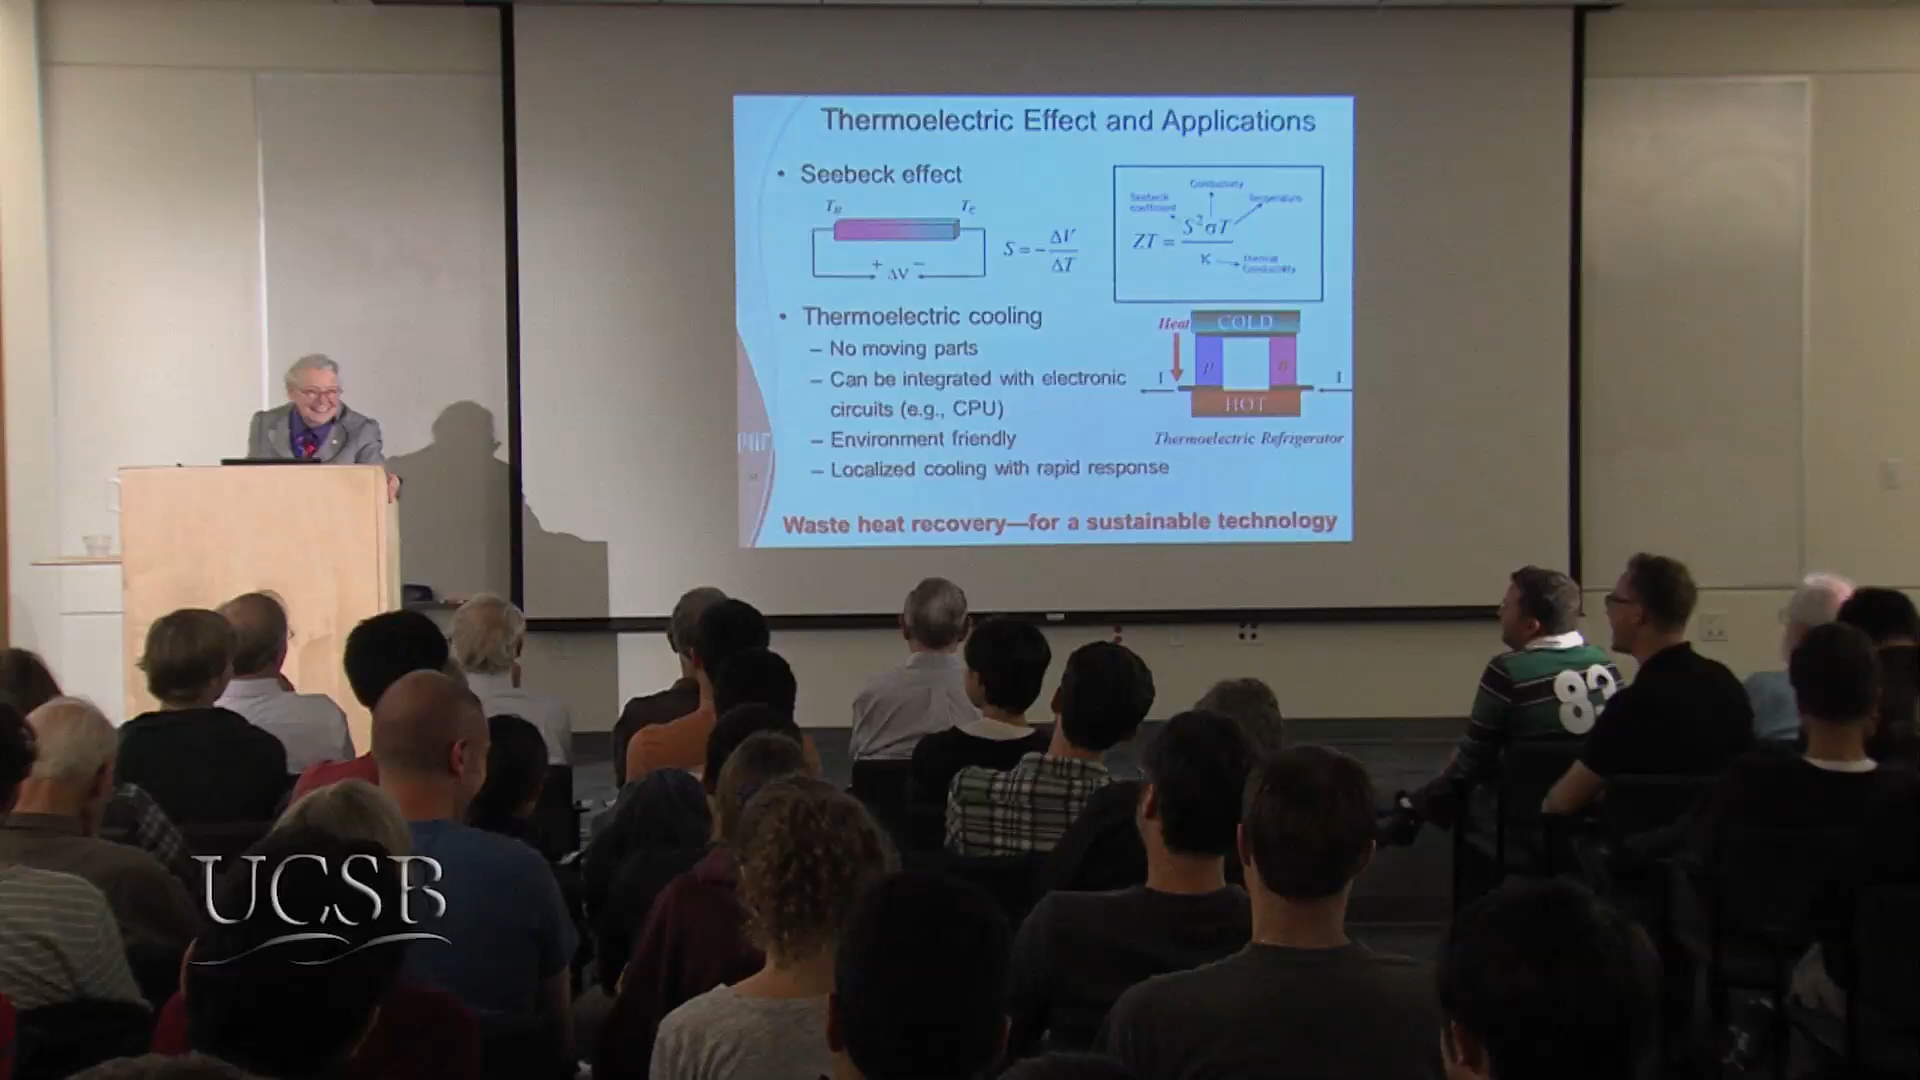 Thermoelectric Effect and Applications
• Seebeck effect
T_H T_C
+ ΔV −
S = − ΔV / ΔT
Conductivity
Seebeck coefficient
Temperature
ZT = S²σT / κ
Thermal Conductivity
• Thermoelectric cooling
– No moving parts
– Can be integrated with electronic
circuits (e.g., CPU)
– Environment friendly
– Localized cooling with rapid response
Heat
COLD
p n
I I
HOT
Thermoelectric Refrigerator
Waste heat recovery—for a sustainable technology
83
UCSB